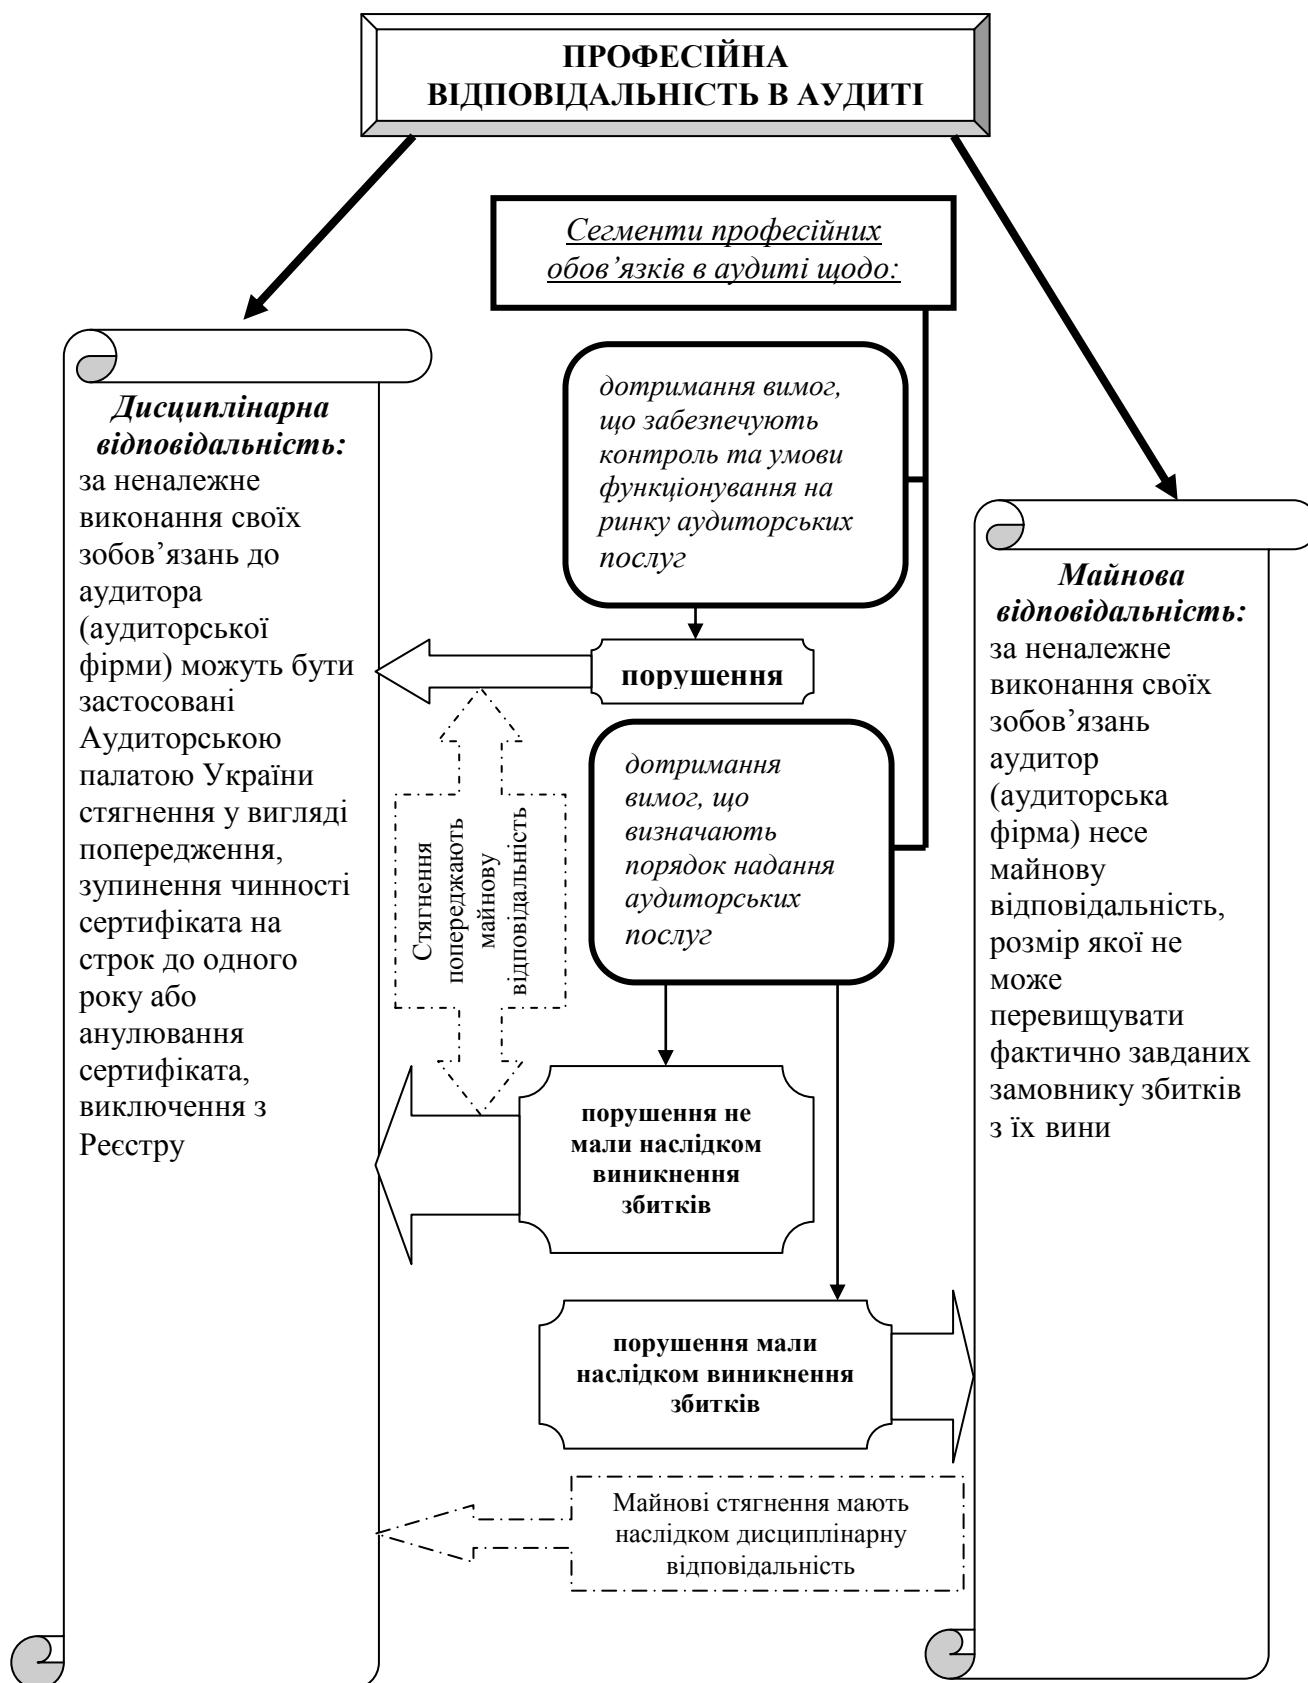 ПРОФЕСІЙНА
ВІДПОВІДАЛЬНІСТЬ В АУДИТІ
Сегменти професійних
обов’язків в аудиті щодо:
Дисциплінарна
відповідальність:
за неналежне
виконання своїх
зобов’язань до
аудитора
(аудиторської
фірми) можуть бути
застосовані
Аудиторською
палатою України
стягнення у вигляді
попередження,
зупинення чинності
сертифіката на
строк до одного
року або
анулювання
сертифіката,
виключення з
Реєстру
дотримання вимог,
що забезпечують
контроль та умови
функціонування на
ринку аудиторських
послуг
порушення
Стягнення
попереджають
майнову
відповідальність
дотримання
вимог, що
визначають
порядок надання
аудиторських
послуг
порушення не
мали наслідком
виникнення
збитків
порушення мали
наслідком виникнення
збитків
Майнові стягнення мають
наслідком дисциплінарну
відповідальність
Майнова
відповідальність:
за неналежне
виконання своїх
зобов’язань
аудитор
(аудиторська
фірма) несе
майнову
відповідальність,
розмір якої не
може
перевищувати
фактично завданих
замовнику збитків
з їх вини